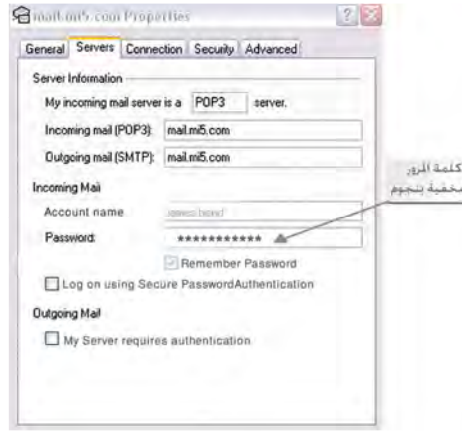 mail.mi5.com Properties
General Servers Connection Security Advanced
Server Information
My incoming mail server is a POP3 server.
Incoming mail (POP3): mail.mi5.com
Outgoing mail (SMTP): mail.mi5.com
كلمة المرور
مخفية بنجوم
Incoming Mail
Account name james.bond
Password: ***********
Remember Password
Log on using Secure PasswordAuthentication
Outgoing Mail
My Server requires authentication